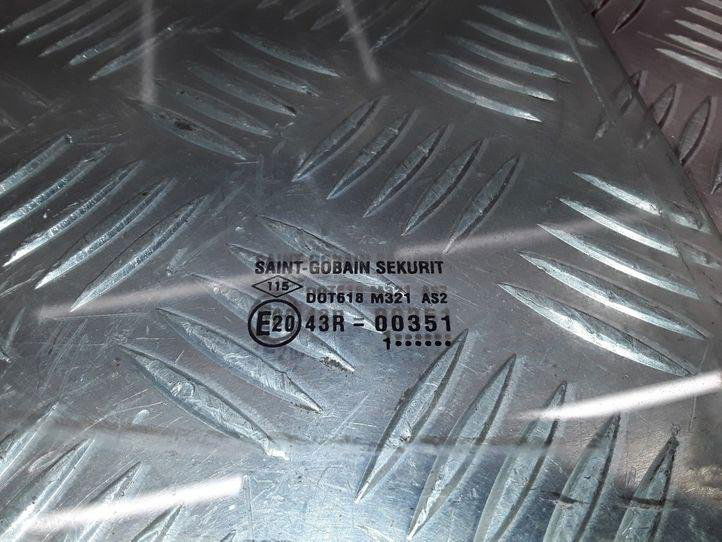 SAINT-GOBAIN SEKURIT
115 DOT618 M321 AS2
E20 43R - 00351
1••••••